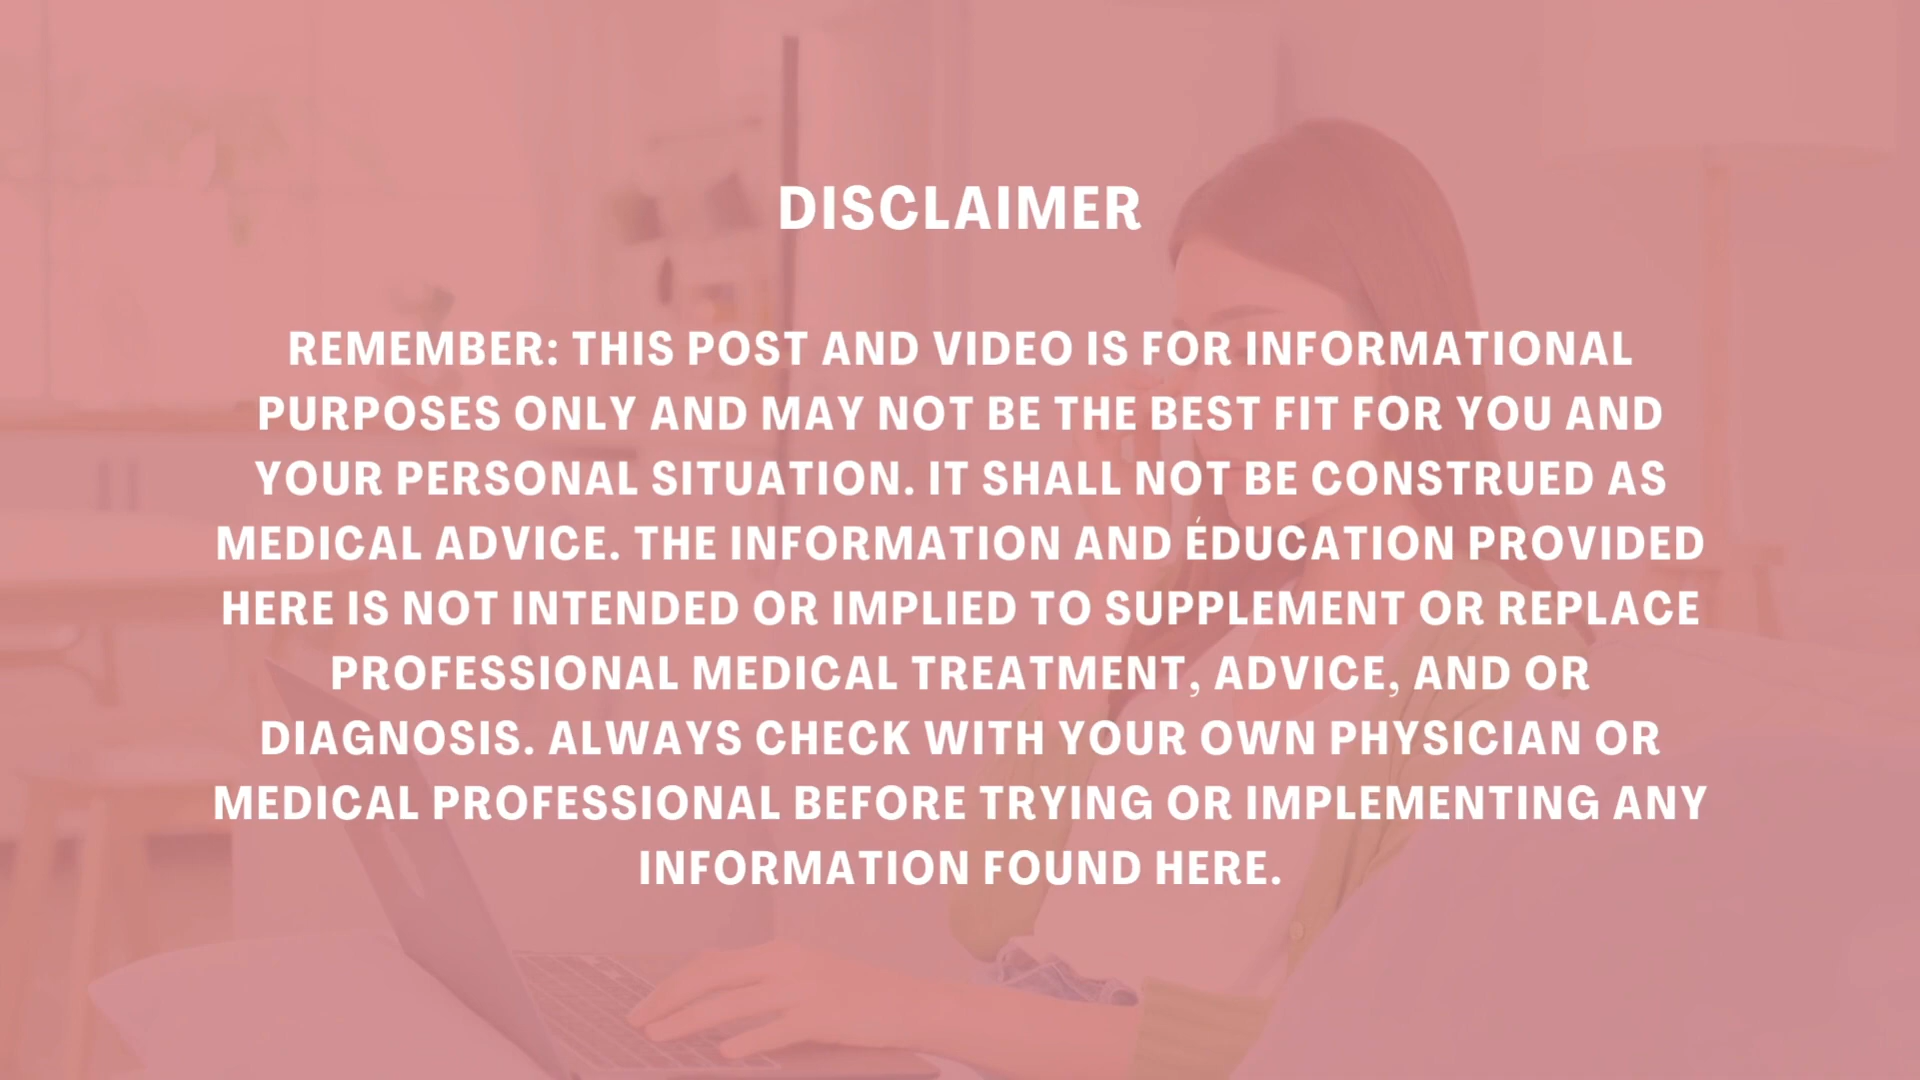 DISCLAIMER
REMEMBER: THIS POST AND VIDEO IS FOR INFORMATIONAL
PURPOSES ONLY AND MAY NOT BE THE BEST FIT FOR YOU AND
YOUR PERSONAL SITUATION. IT SHALL NOT BE CONSTRUED AS
MEDICAL ADVICE. THE INFORMATION AND ÉDUCATION PROVIDED
HERE IS NOT INTENDED OR IMPLIED TO SUPPLEMENT OR REPLACE
PROFESSIONAL MEDICAL TREATMENT, ADVICE, AND OR
DIAGNOSIS. ALWAYS CHECK WITH YOUR OWN PHYSICIAN OR
MEDICAL PROFESSIONAL BEFORE TRYING OR IMPLEMENTING ANY
INFORMATION FOUND HERE.